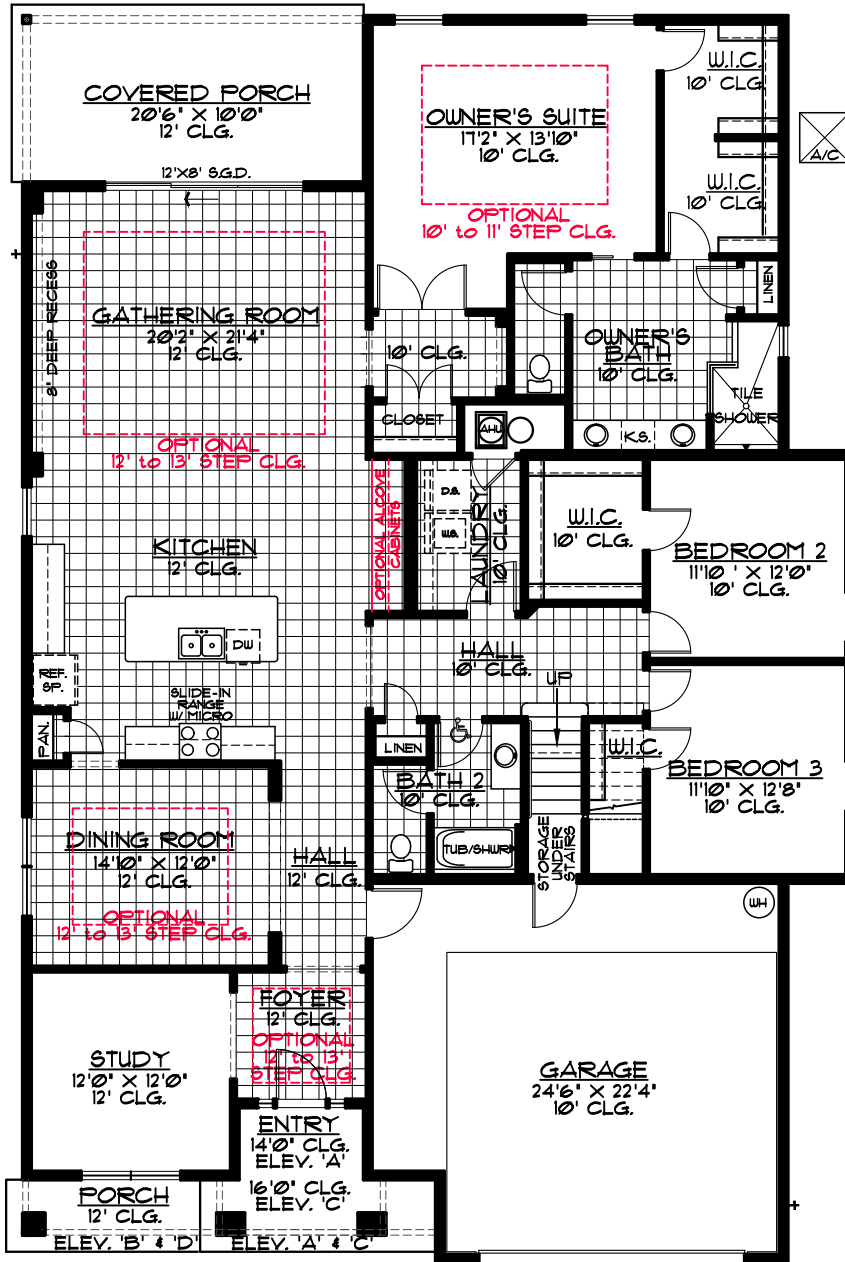 COVERED PORCH
20'6" X 10'0"
12' CLG.
12'X8' S.G.D.
OWNER'S SUITE
17'2" X 13'10"
10' CLG.
OPTIONAL
10' to 11' STEP CLG.
W.I.C.
10' CLG.
W.I.C.
10' CLG.
A/C
8' DEEP RECESS
GATHERING ROOM
20'2" X 21'4"
12' CLG.
OPTIONAL
12' to 13' STEP CLG.
10' CLG.
CLOSET
AHU
OWNER'S
BATH
10' CLG.
LINEN
TILE
SHOWER
K.S.
OPTIONAL ALCOVE
CABINETS
D.S.
W.S.
LAUNDRY
10' CLG.
W.I.C.
10' CLG.
BEDROOM 2
11'10 ' X 12'0"
10' CLG.
KITCHEN
12' CLG.
DW
REF.
SP.
SLIDE-IN
RANGE
W/ MICRO
PAN.
HALL
10' CLG.
UP
LINEN
BATH 2
10' CLG.
TUB/SHWR
STORAGE
UNDER
STAIRS
W.I.C.
BEDROOM 3
11'10" X 12'8"
10' CLG.
DINING ROOM
14'10" X 12'0"
12' CLG.
OPTIONAL
12' to 13' STEP CLG.
HALL
12' CLG.
WH
FOYER
12' CLG.
OPTIONAL
12' to 13'
STEP CLG.
STUDY
12'0" X 12'0"
12' CLG.
GARAGE
24'6" X 22'4"
10' CLG.
ENTRY
14'0" CLG.
ELEV. 'A'
16'0" CLG.
ELEV. 'C'
PORCH
12' CLG.
ELEV. 'B' & 'D'
ELEV. 'A' & 'C'